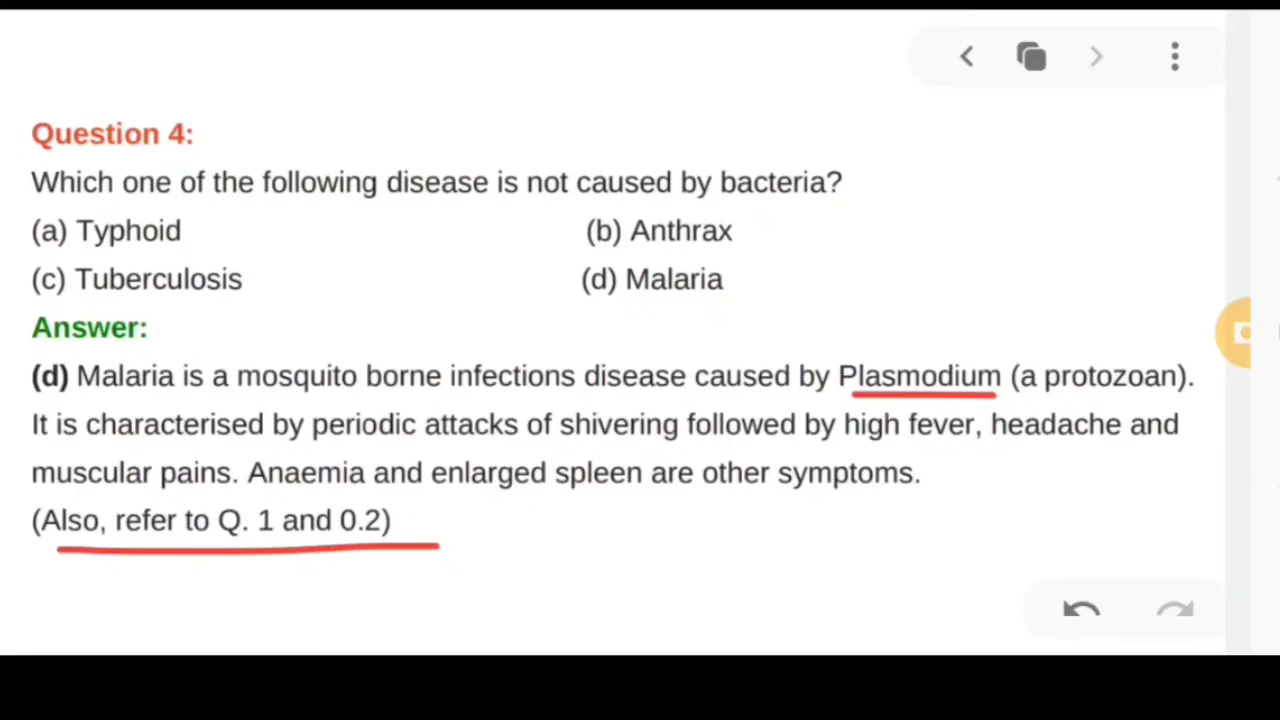 Question 4:
Which one of the following disease is not caused by bacteria?
(a) Typhoid (b) Anthrax
(c) Tuberculosis (d) Malaria
Answer:
(d) Malaria is a mosquito borne infections disease caused by Plasmodium (a protozoan).
It is characterised by periodic attacks of shivering followed by high fever, headache and
muscular pains. Anaemia and enlarged spleen are other symptoms.
(Also, refer to Q. 1 and 0.2)